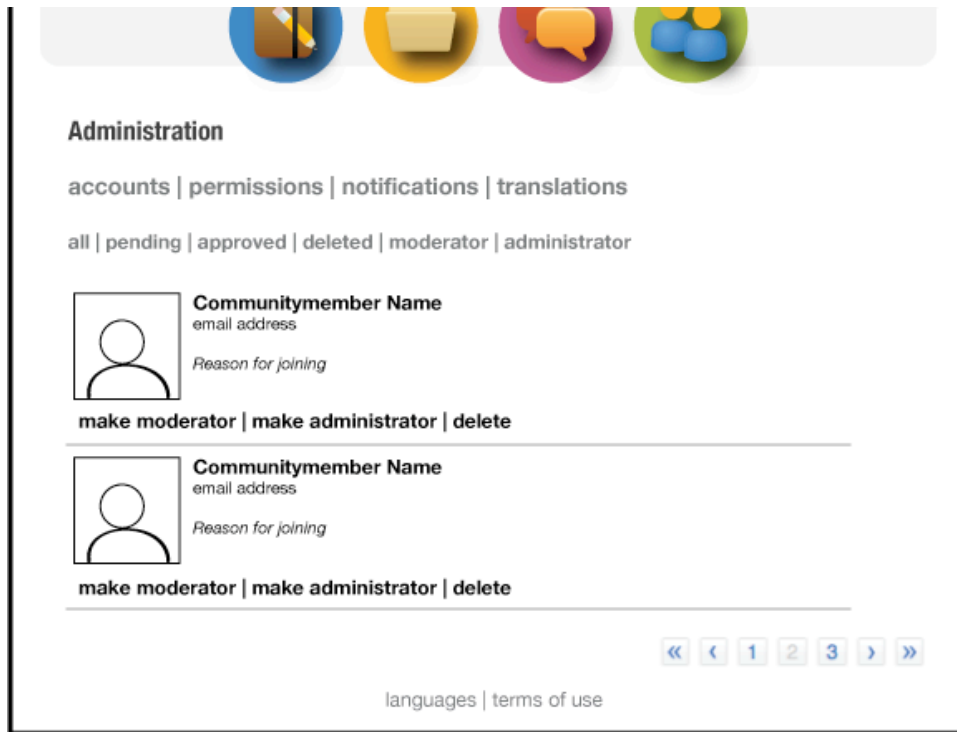 Administration
accounts | permissions | notifications | translations
all | pending | approved | deleted | moderator | administrator
Communitymember Name
email address
Reason for joining
make moderator | make administrator | delete
Communitymember Name
email address
Reason for joining
make moderator | make administrator | delete
« ‹ 1 2 3 › »
languages | terms of use